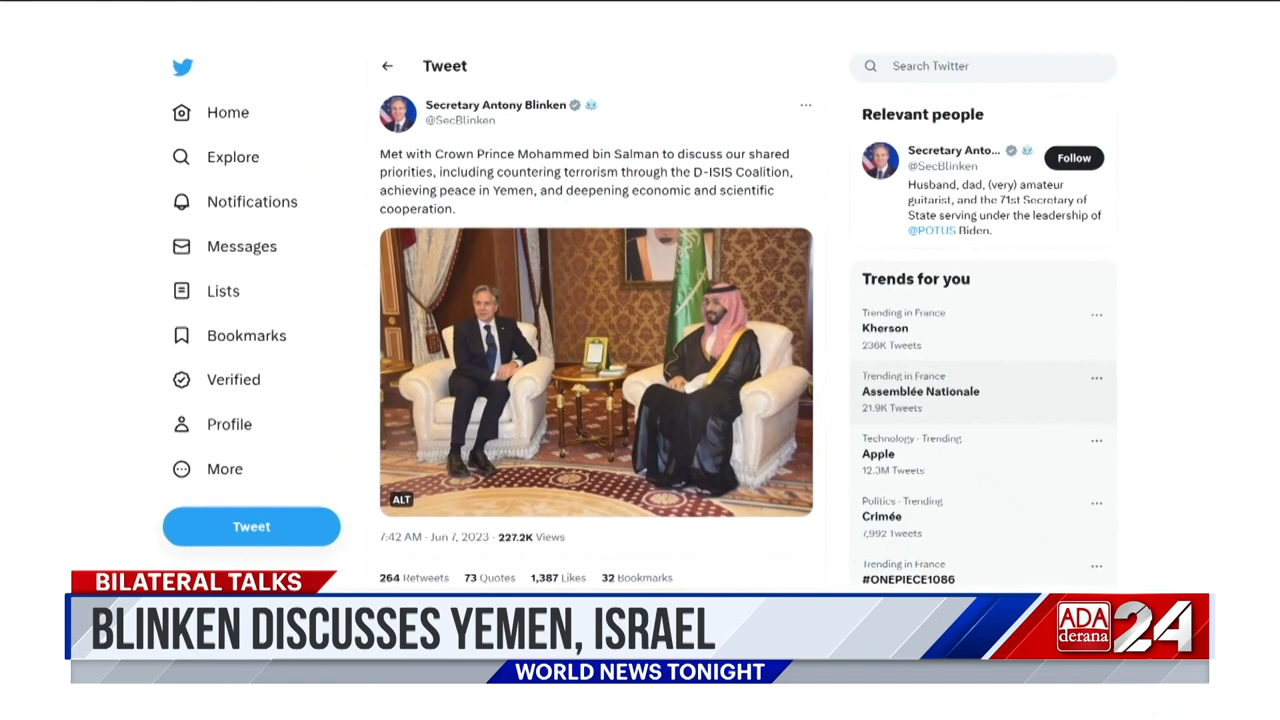 Home
Explore
Notifications
Messages
Lists
Bookmarks
Verified
Profile
More
Tweet
Tweet
Secretary Antony Blinken
@SecBlinken
Met with Crown Prince Mohammed bin Salman to discuss our shared
priorities, including countering terrorism through the D-ISIS Coalition,
achieving peace in Yemen, and deepening economic and scientific
cooperation.
ALT
7:42 AM · Jun 7, 2023 · 227.2K Views
264 Retweets 73 Quotes 1,387 Likes 32 Bookmarks
Search Twitter
Relevant people
Secretary Anto...
@SecBlinken
Follow
Husband, dad, (very) amateur
guitarist, and the 71st Secretary of
State serving under the leadership of
@POTUS Biden.
Trends for you
Trending in France
Kherson
236K Tweets
Trending in France
Assemblée Nationale
21.9K Tweets
Technology · Trending
Apple
12.3M Tweets
Politics · Trending
Crimée
7,992 Tweets
Trending in France
#ONEPIECE1086
BILATERAL TALKS
BLINKEN DISCUSSES YEMEN, ISRAEL
ADA
derana
24
WORLD NEWS TONIGHT